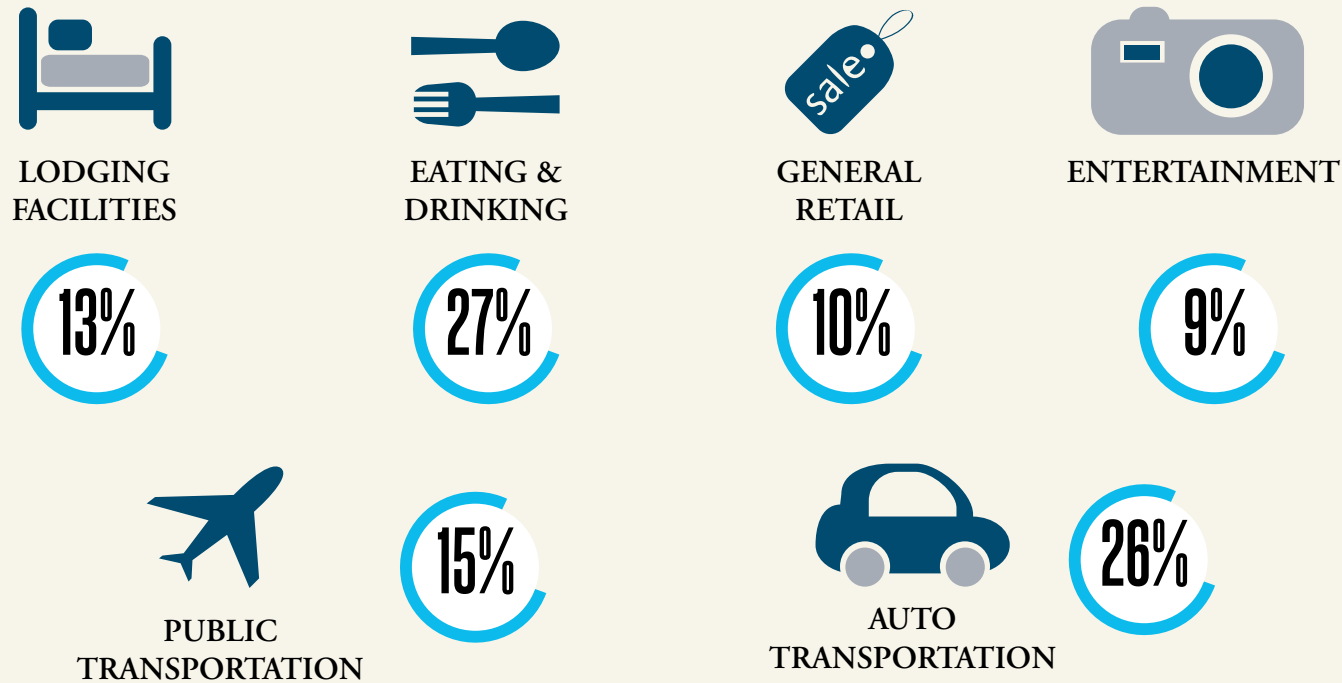 sale
LODGING
FACILITIES
EATING &
DRINKING
GENERAL
RETAIL
ENTERTAINMENT
13%
27%
10%
9%
PUBLIC
TRANSPORTATION
15%
AUTO
TRANSPORTATION
26%